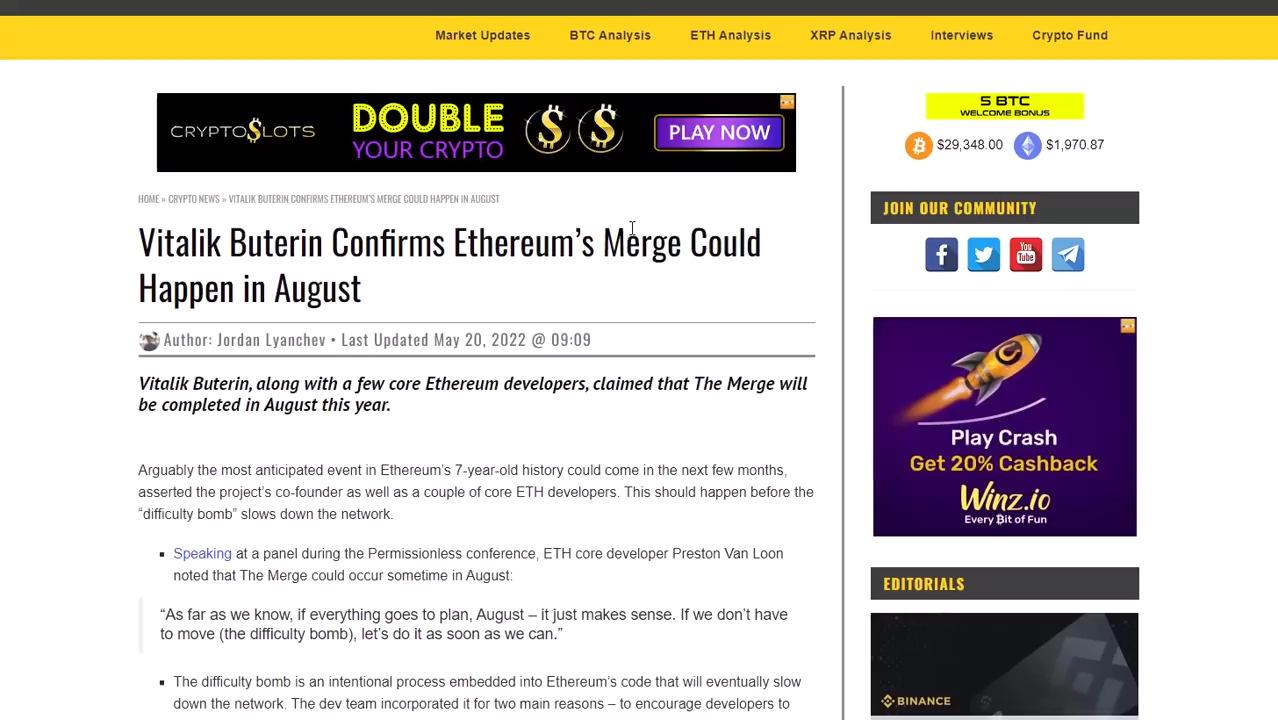 Market Updates BTC Analysis ETH Analysis XRP Analysis Interviews Crypto Fund
CRYPTO$LOTS
DOUBLE
YOUR CRYPTO
$ $
PLAY NOW
5 BTC
WELCOME BONUS
$29,348.00 $1,970.87
HOME » CRYPTO NEWS » VITALIK BUTERIN CONFIRMS ETHEREUM'S MERGE COULD HAPPEN IN AUGUST
Vitalik Buterin Confirms Ethereum's Merge Could
Happen in August
Author: Jordan Lyanchev • Last Updated May 20, 2022 @ 09:09
Vitalik Buterin, along with a few core Ethereum developers, claimed that The Merge will
be completed in August this year.
Arguably the most anticipated event in Ethereum's 7-year-old history could come in the next few months,
asserted the project's co-founder as well as a couple of core ETH developers. This should happen before the
“difficulty bomb” slows down the network.
▪ Speaking at a panel during the Permissionless conference, ETH core developer Preston Van Loon
noted that The Merge could occur sometime in August:
“As far as we know, if everything goes to plan, August – it just makes sense. If we don't have
to move (the difficulty bomb), let's do it as soon as we can.”
▪ The difficulty bomb is an intentional process embedded into Ethereum's code that will eventually slow
down the network. The dev team incorporated it for two main reasons – to encourage developers to
JOIN OUR COMMUNITY
You
Tube
Play Crash
Get 20% Cashback
Winz.io
Every Bit of Fun
EDITORIALS
BINANCE